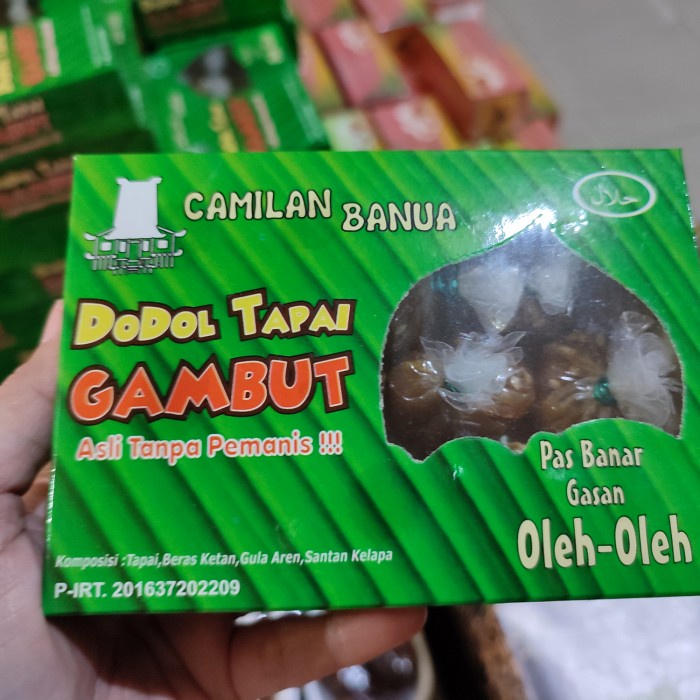 CAMILAN BANUA
حلال
DODOL TAPAI
GAMBUT
Asli Tanpa Pemanis !!!
Pas Banar
Gasan
Oleh-Oleh
Komposisi :Tapai,Beras Ketan,Gula Aren,Santan Kelapa
P-IRT. 201637202209